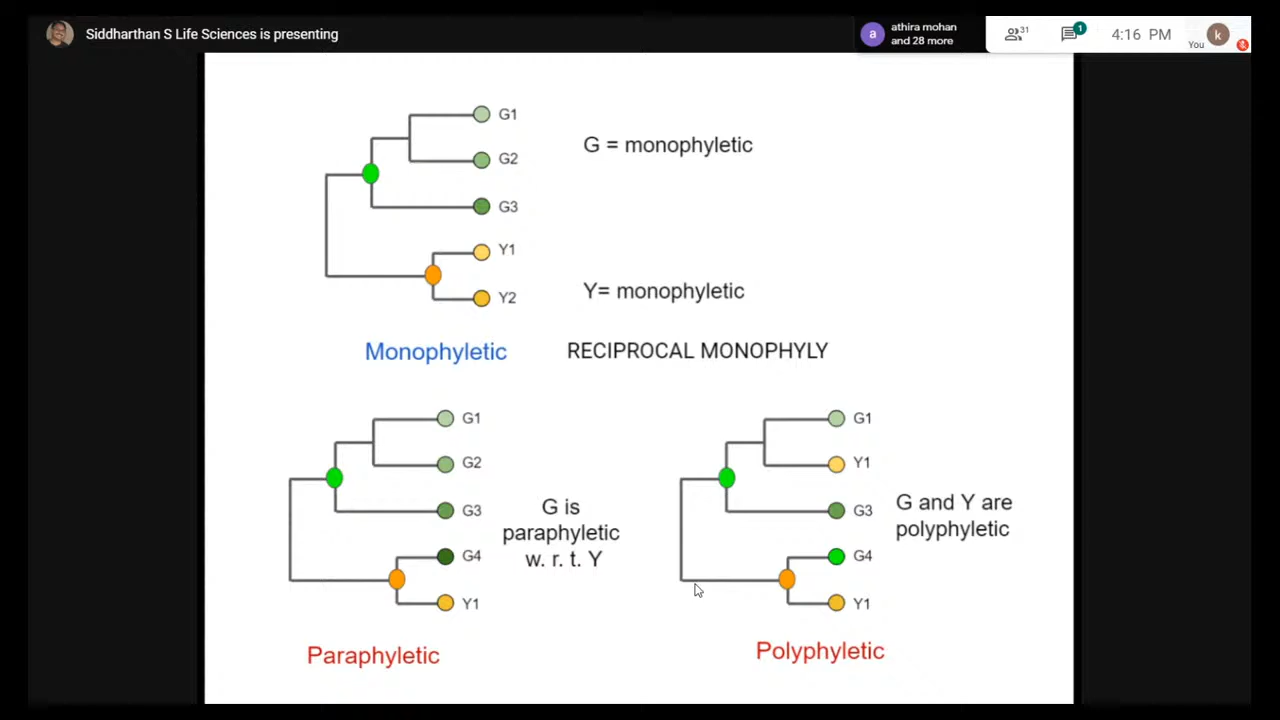 Siddharthan S Life Sciences is presenting
a
athira mohan
and 28 more
31
1
4:16 PM
You
k
G1
G2
G3
Y1
Y2
G = monophyletic
Y= monophyletic
Monophyletic
RECIPROCAL MONOPHYLY
G1
G2
G3
G4
Y1
G is
paraphyletic
w. r. t. Y
Paraphyletic
G1
Y1
G3
G4
Y1
G and Y are
polyphyletic
Polyphyletic